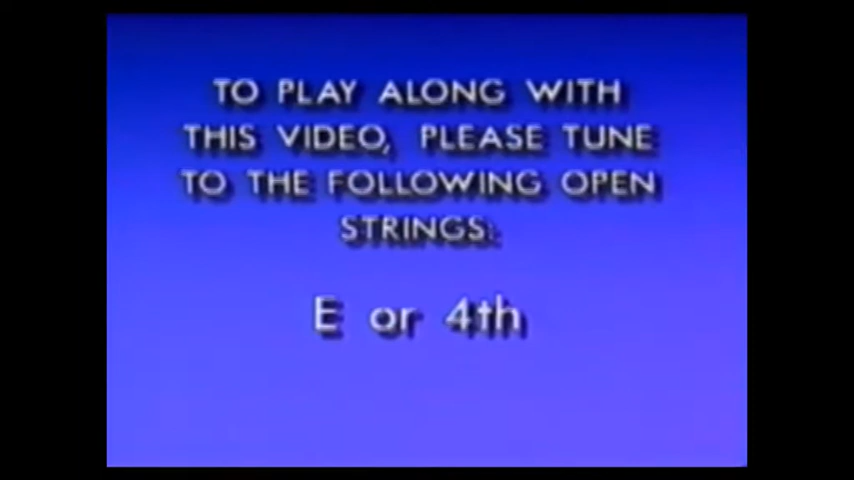 TO PLAY ALONG WITH
THIS VIDEO, PLEASE TUNE
TO THE FOLLOWING OPEN
STRINGS:
E or 4th